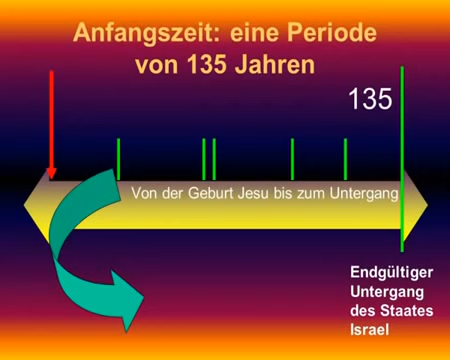 Anfangszeit: eine Periode
von 135 Jahren
135
Von der Geburt Jesu bis zum Untergang
Endgültiger
Untergang
des Staates
Israel